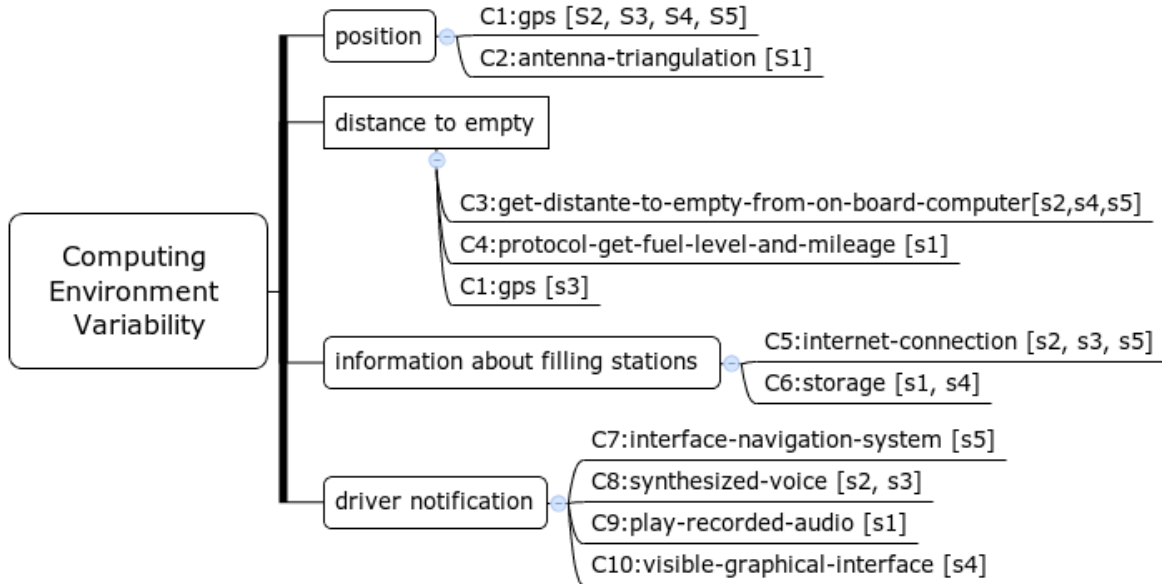 C1:gps [S2, S3, S4, S5]
position
C2:antenna-triangulation [S1]
distance to empty
C3:get-distante-to-empty-from-on-board-computer[s2,s4,s5]
C4:protocol-get-fuel-level-and-mileage [s1]
C1:gps [s3]
Computing
Environment
Variability
C5:internet-connection [s2, s3, s5]
information about filling stations
C6:storage [s1, s4]
C7:interface-navigation-system [s5]
C8:synthesized-voice [s2, s3]
driver notification
C9:play-recorded-audio [s1]
C10:visible-graphical-interface [s4]